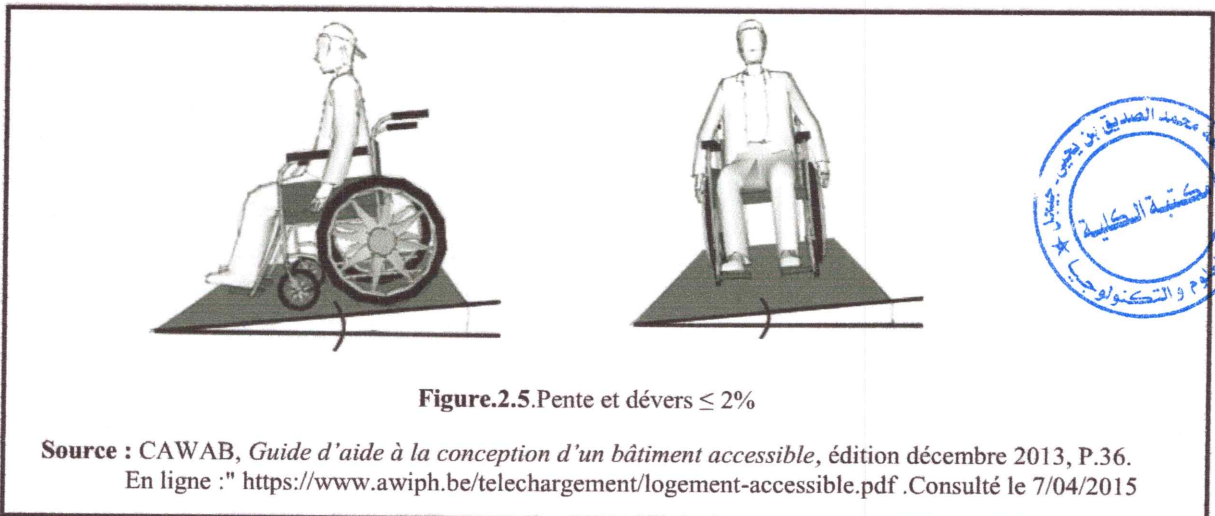 Figure.2.5.Pente et dévers ≤ 2%
Source : CAWAB, Guide d'aide à la conception d'un bâtiment accessible, édition décembre 2013, P.36.
En ligne :" https://www.awiph.be/telechargement/logement-accessible.pdf .Consulté le 7/04/2015
محمد الصديق بن يحيى - جيجل
مكتبة الكلية
والتكنولوجيا